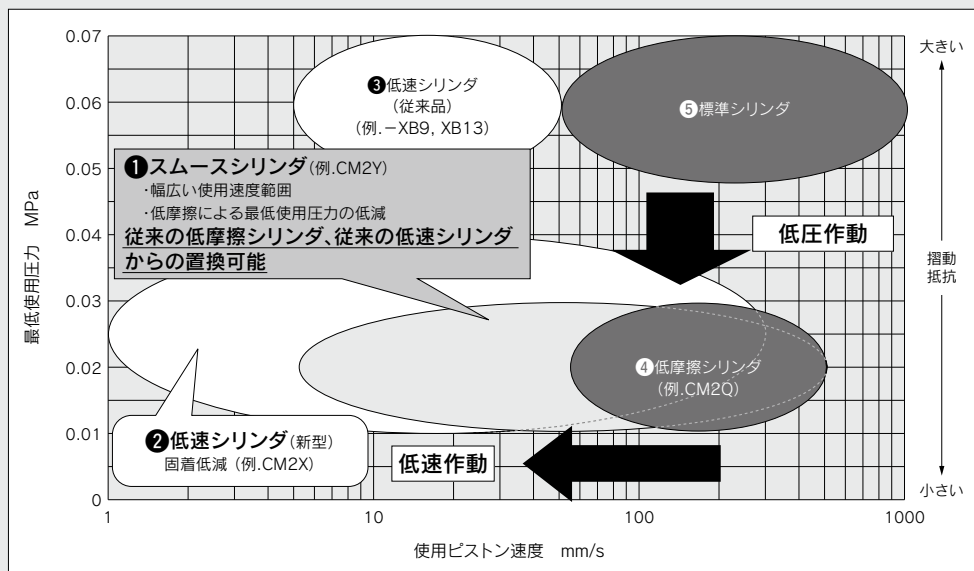 0.07
0.06
0.05
0.04
0.03
0.02
0.01
0
最低使用圧力 MPa
❸低速シリンダ
(従来品)
(例.−XB9, XB13)
❺標準シリンダ
❶スムースシリンダ(例.CM2Y)
・幅広い使用速度範囲
・低摩擦による最低使用圧力の低減
従来の低摩擦シリンダ、従来の低速シリンダ
からの置換可能
低圧作動
❹低摩擦シリンダ
(例.CM2Q)
❷低速シリンダ(新型)
固着低減(例.CM2X)
低速作動
大きい
摺動
抵抗
小さい
1
10
100
1000
使用ピストン速度 mm/s